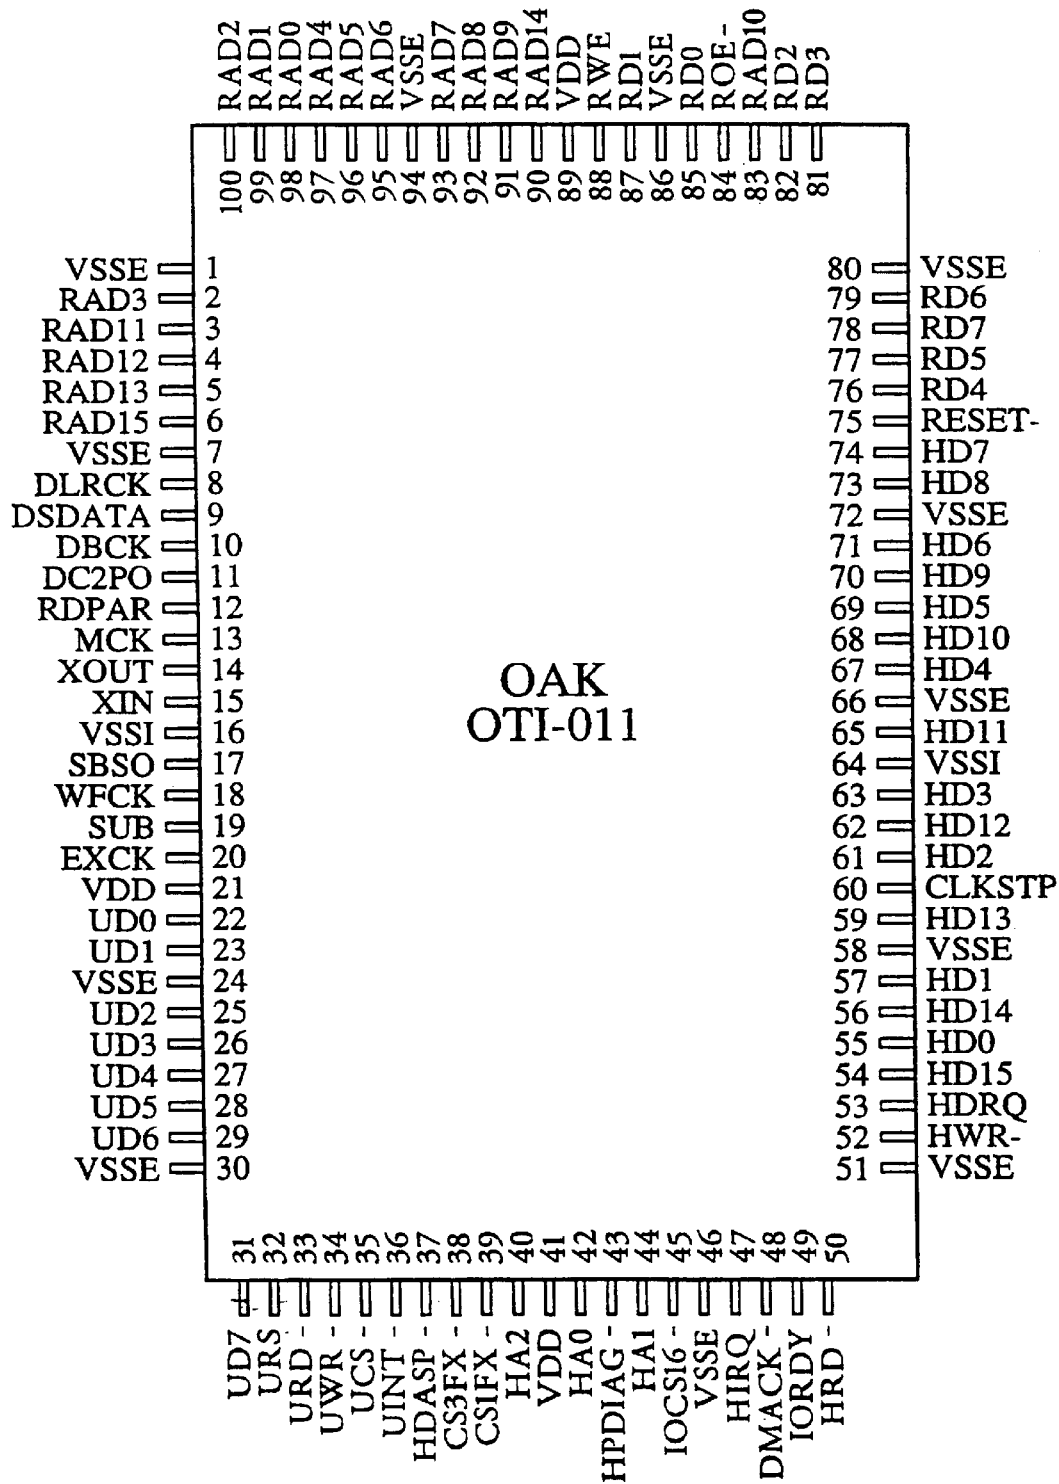 RAD2 RAD1 RAD0 RAD4 RAD5 RAD6 VSSE RAD7 RAD8 RAD9 RAD14 VDD RWE RD1 VSSE RD0 ROE- RAD10 RD2 RD3
100 99 98 97 96 95 94 93 92 91 90 89 88 87 86 85 84 83 82 81
VSSE 1 80 VSSE
RAD3 2 79 RD6
RAD11 3 78 RD7
RAD12 4 77 RD5
RAD13 5 76 RD4
RAD15 6 75 RESET-
VSSE 7 74 HD7
DLRCK 8 73 HD8
DSDATA 9 72 VSSE
DBCK 10 71 HD6
DC2PO 11 70 HD9
RDPAR 12 69 HD5
MCK 13 68 HD10
XOUT 14 67 HD4
XIN 15 66 VSSE
VSSI 16 65 HD11
SBSO 17 64 VSSI
WFCK 18 63 HD3
SUB 19 62 HD12
EXCK 20 61 HD2
VDD 21 60 CLKSTP
UD0 22 59 HD13
UD1 23 58 VSSE
VSSE 24 57 HD1
UD2 25 56 HD14
UD3 26 55 HD0
UD4 27 54 HD15
UD5 28 53 HDRQ
UD6 29 52 HWR-
VSSE 30 51 VSSE
OAK
OTI-011
31 32 33 34 35 36 37 38 39 40 41 42 43 44 45 46 47 48 49 50
UD7 URS URD- UWR- UCS- UINT- HDASP- CS3FX- CS1FX- HA2 VDD HA0 HPDIAG- HA1 IOCS16- VSSE HIRQ DMACK- IORDY HRD-